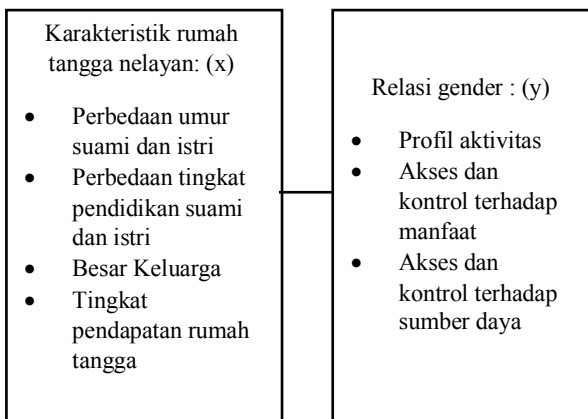 Karakteristik rumah
tangga nelayan: (x)
• Perbedaan umur
suami dan istri
• Perbedaan tingkat
pendidikan suami
dan istri
• Besar Keluarga
• Tingkat
pendapatan rumah
tangga
Relasi gender : (y)
• Profil aktivitas
• Akses dan
kontrol terhadap
manfaat
• Akses dan
kontrol terhadap
sumber daya